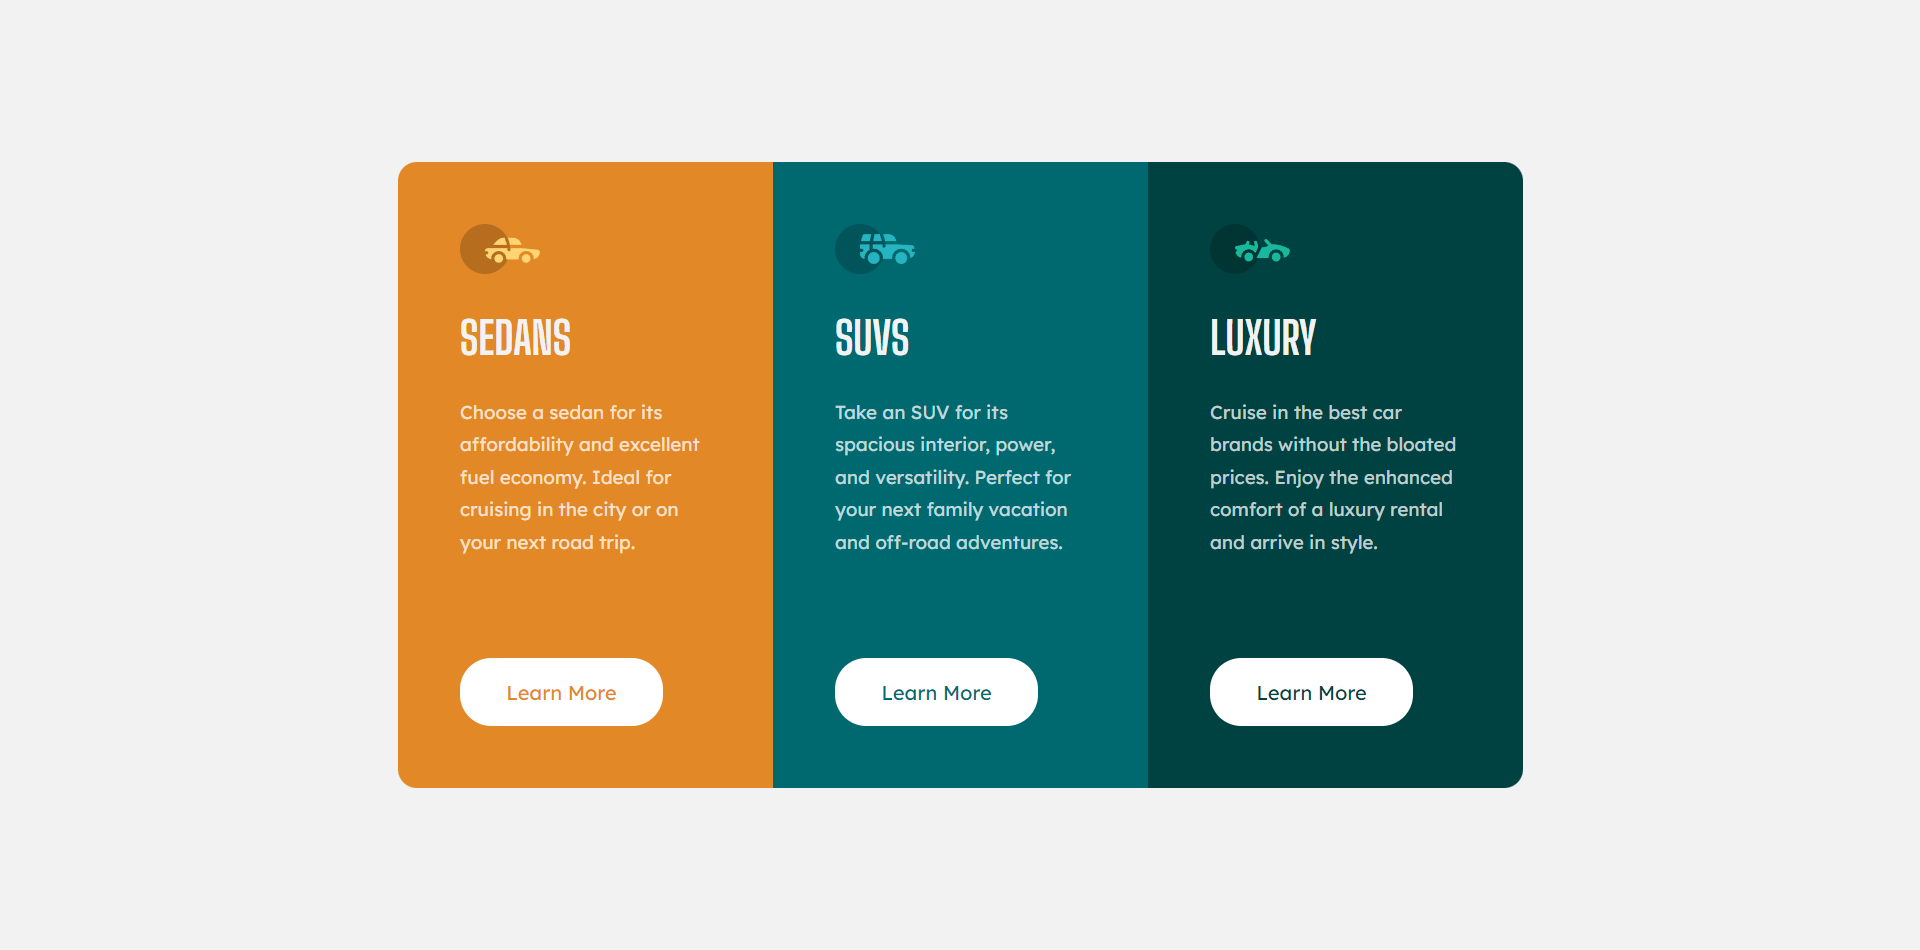 SEDANS
Choose a sedan for its
affordability and excellent
fuel economy. Ideal for
cruising in the city or on
your next road trip.
Learn More
SUVS
Take an SUV for its
spacious interior, power,
and versatility. Perfect for
your next family vacation
and off-road adventures.
Learn More
LUXURY
Cruise in the best car
brands without the bloated
prices. Enjoy the enhanced
comfort of a luxury rental
and arrive in style.
Learn More